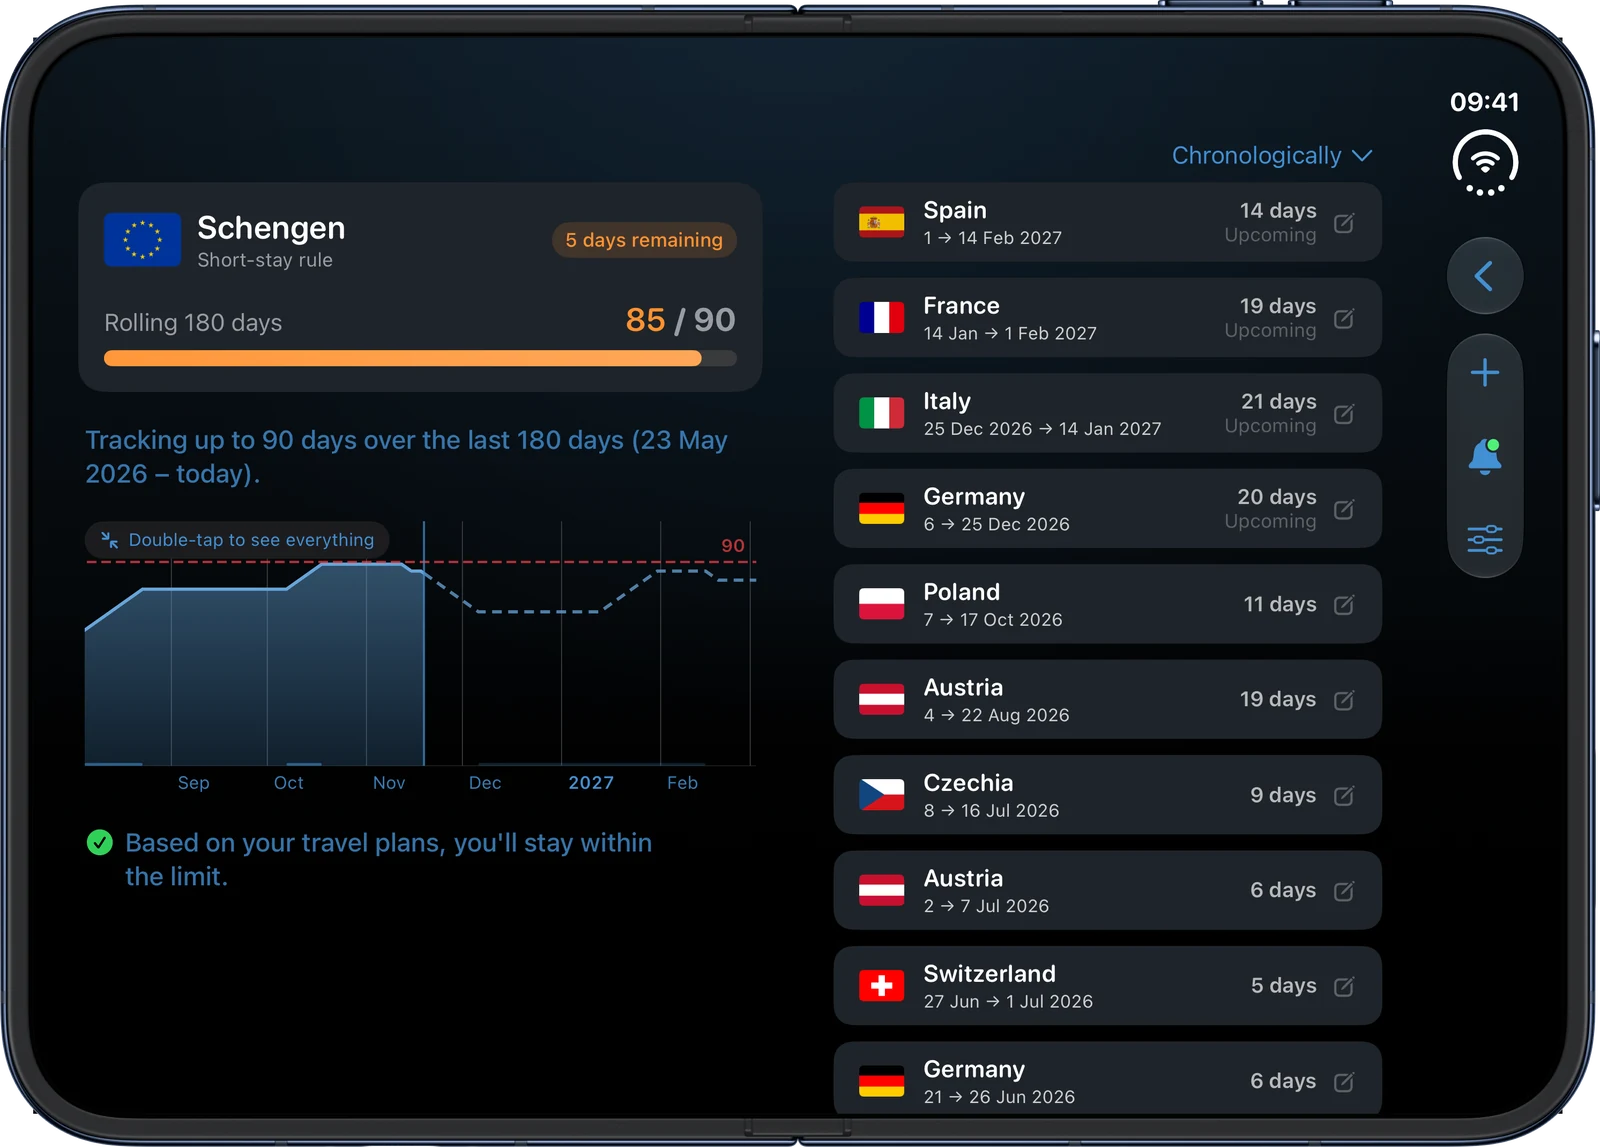 09:41
Chronologically
Schengen
Short-stay rule
5 days remaining
Rolling 180 days
85 / 90
Tracking up to 90 days over the last 180 days (23 May
2026 – today).
Double-tap to see everything
90
Sep Oct Nov Dec 2027 Feb
Based on your travel plans, you'll stay within
the limit.
Spain
1 → 14 Feb 2027
14 days
Upcoming
France
14 Jan → 1 Feb 2027
19 days
Upcoming
Italy
25 Dec 2026 → 14 Jan 2027
21 days
Upcoming
Germany
6 → 25 Dec 2026
20 days
Upcoming
Poland
7 → 17 Oct 2026
11 days
Austria
4 → 22 Aug 2026
19 days
Czechia
8 → 16 Jul 2026
9 days
Austria
2 → 7 Jul 2026
6 days
Switzerland
27 Jun → 1 Jul 2026
5 days
Germany
21 → 26 Jun 2026
6 days